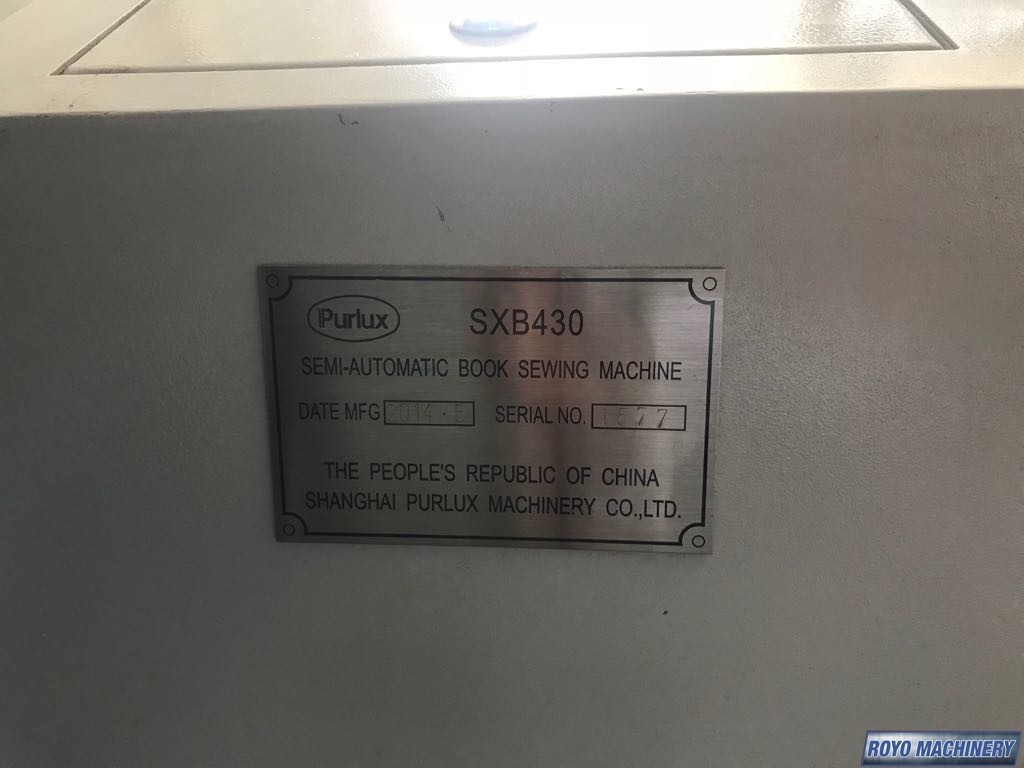 Purlux SXB430
SEMI-AUTOMATIC BOOK SEWING MACHINE
DATE MFG 2014.5 SERIAL NO. 1577
THE PEOPLE'S REPUBLIC OF CHINA
SHANGHAI PURLUX MACHINERY CO.,LTD.
ROYO MACHINERY